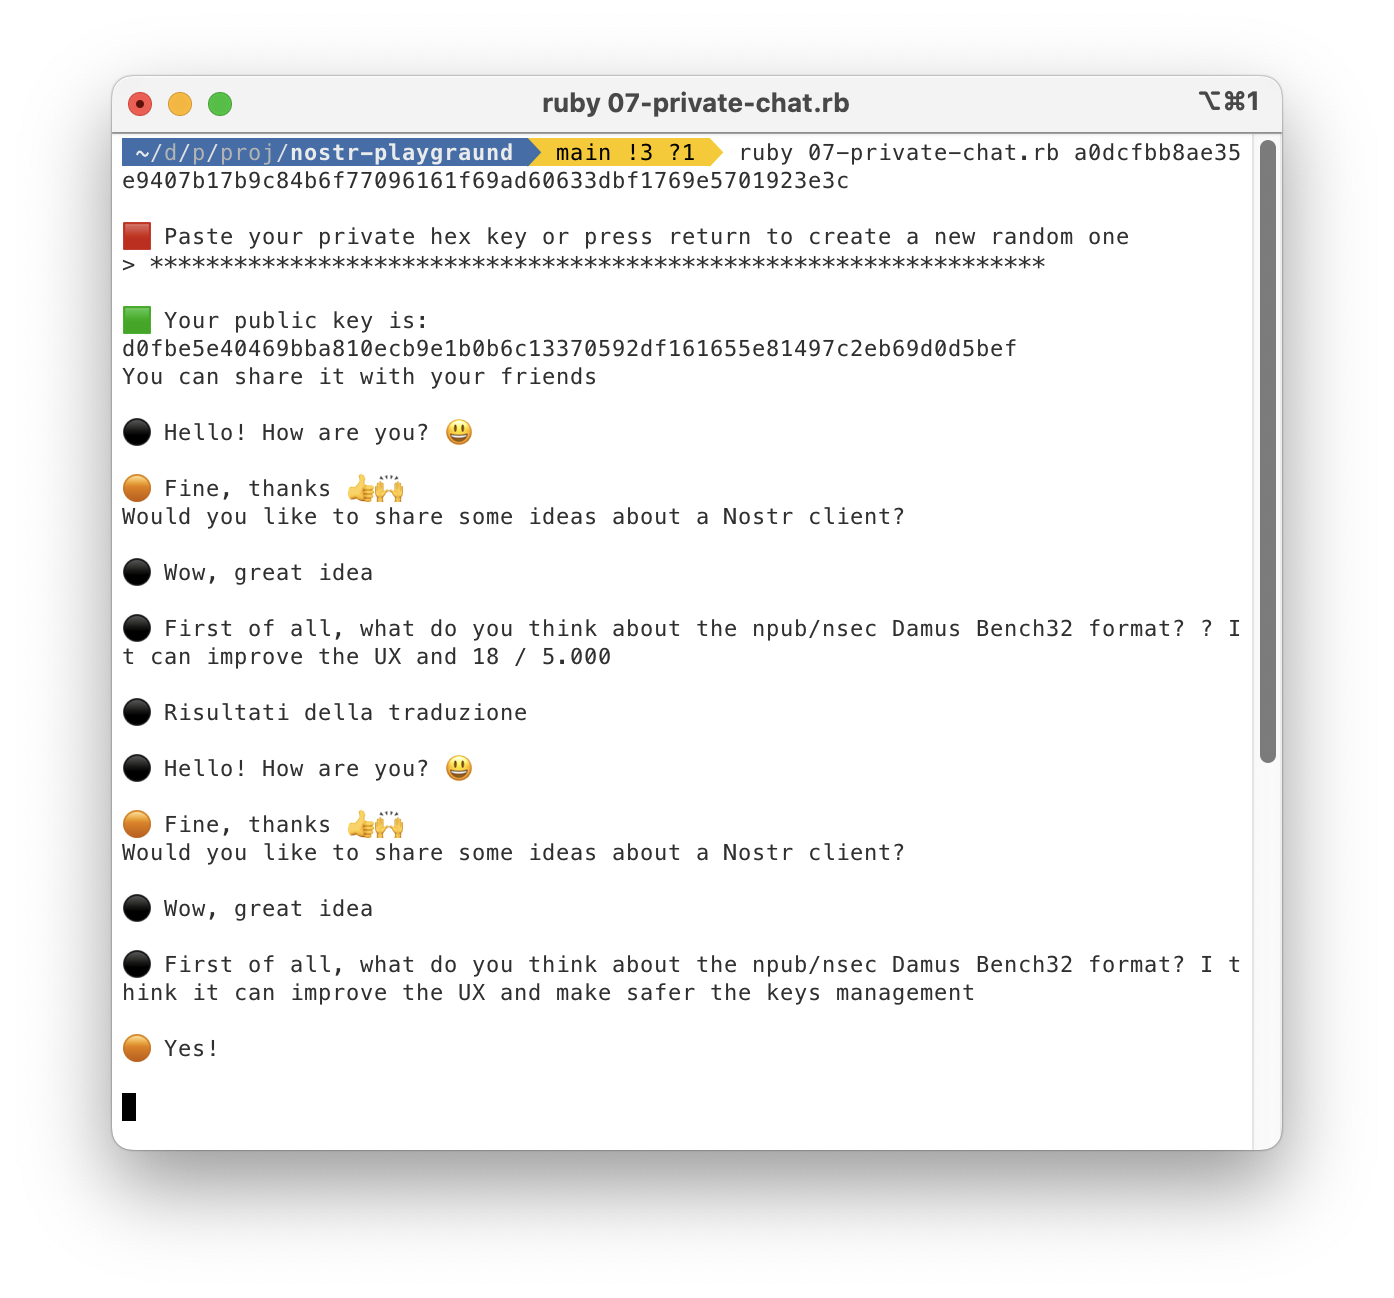 ruby 07-private-chat.rb
⌥⌘1
~/d/p/proj/nostr-playgraund main !3 ?1 ruby 07-private-chat.rb a0dcfbb8ae35
e9407b17b9c84b6f77096161f69ad60633dbf1769e5701923e3c
🟥 Paste your private hex key or press return to create a new random one
> ****************************************************************
🟩 Your public key is:
d0fbe5e40469bba810ecb9e1b0b6c13370592df161655e81497c2eb69d0d5bef
You can share it with your friends
⚫ Hello! How are you? 😃
🟠 Fine, thanks 👍🙌
Would you like to share some ideas about a Nostr client?
⚫ Wow, great idea
⚫ First of all, what do you think about the npub/nsec Damus Bench32 format? ? I
t can improve the UX and 18 / 5.000
⚫ Risultati della traduzione
⚫ Hello! How are you? 😃
🟠 Fine, thanks 👍🙌
Would you like to share some ideas about a Nostr client?
⚫ Wow, great idea
⚫ First of all, what do you think about the npub/nsec Damus Bench32 format? I t
hink it can improve the UX and make safer the keys management
🟠 Yes!